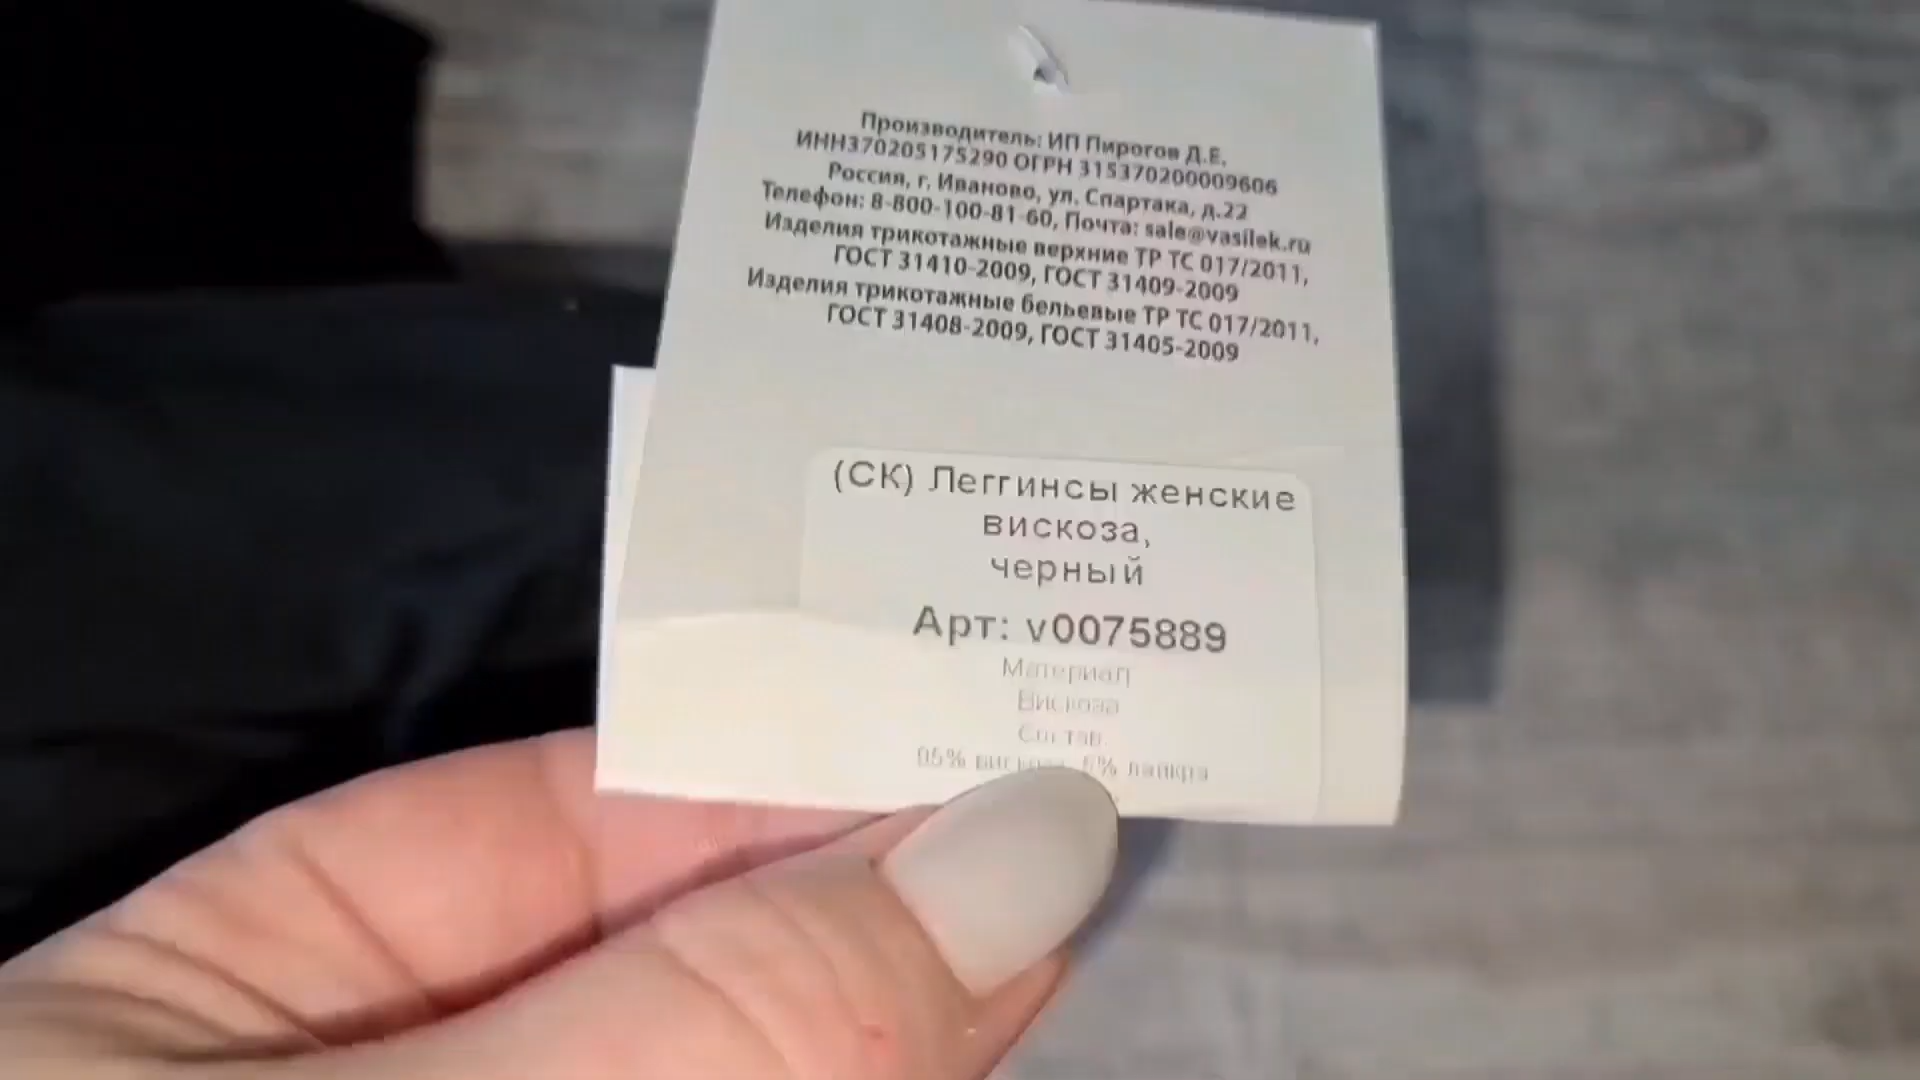 Производитель: ИП Пирогов Д.Е.
ИНН370205175290 ОГРН 315370200009606
Россия, г. Иваново, ул. Спартака, д.22
Телефон: 8-800-100-81-60, Почта: sale@vasilek.ru
Изделия трикотажные верхние ТР ТС 017/2011,
ГОСТ 31410-2009, ГОСТ 31409-2009
Изделия трикотажные бельевые ТР ТС 017/2011,
ГОСТ 31408-2009, ГОСТ 31405-2009
(СК) Леггинсы женские
вискоза,
черный
Арт: v0075889
Материал
Вискоза
Состав:
95% 5% лайкра